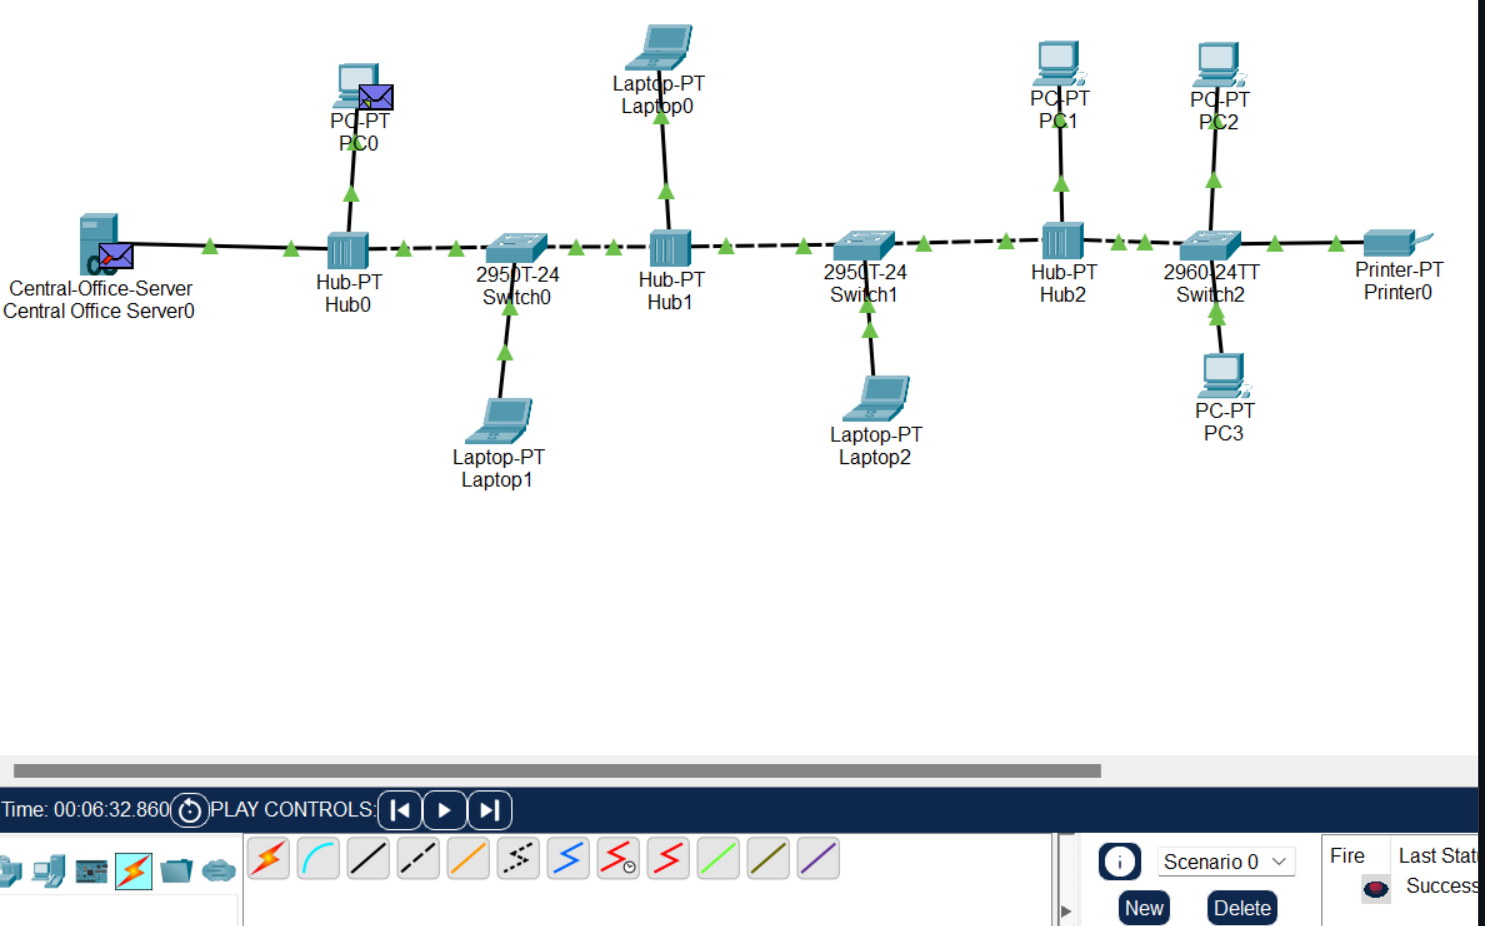 Laptop-PT
Laptop0
PC-PT
PC0
PC-PT
PC1
PC-PT
PC2
Central-Office-Server
Central Office Server0
Hub-PT
Hub0
2950T-24
Switch0
Hub-PT
Hub1
2950T-24
Switch1
Hub-PT
Hub2
2960-24TT
Switch2
Printer-PT
Printer0
Laptop-PT
Laptop1
Laptop-PT
Laptop2
PC-PT
PC3
Time: 00:06:32.860 PLAY CONTROLS:
Scenario 0
New Delete
Fire Last Stat
Success